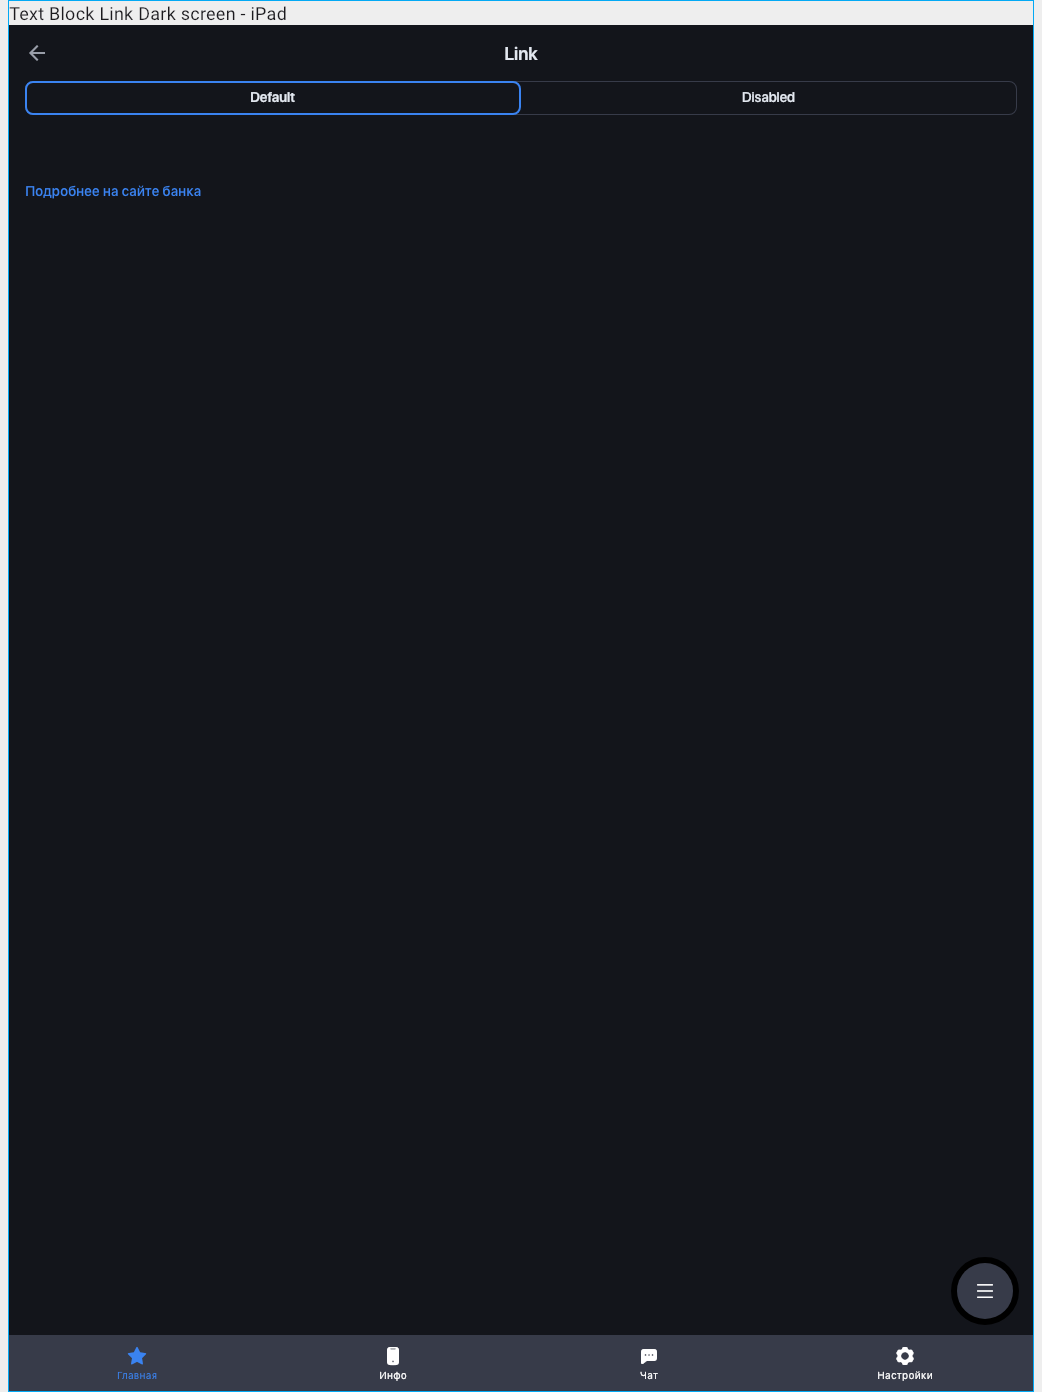 Text Block Link Dark screen - iPad
Link
Default
Disabled
Подробнее на сайте банка
Главная
Инфо
Чат
Настройки